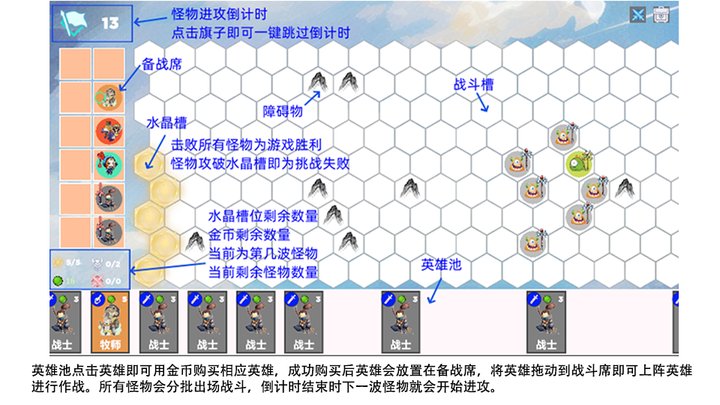 怪物进攻倒计时
13
点击旗子即可一键跳过倒计时
备战席
战斗槽
障碍物
水晶槽
击败所有怪物为游戏胜利
怪物攻破水晶槽即为挑战失败
水晶槽位剩余数量
金币剩余数量
5/5
0/2
当前为第几波怪物
0/0
当前剩余怪物数量
英雄池
3
5
3
3
3
3
3
战士
牧师
战士
战士
战士
战士
战士
英雄池点击英雄即可用金币购买相应英雄，成功购买后英雄会放置在备战席，将英雄拖动到战斗席即可上阵英雄
进行作战。所有怪物会分批出场战斗，倒计时结束时下一波怪物就会开始进攻。